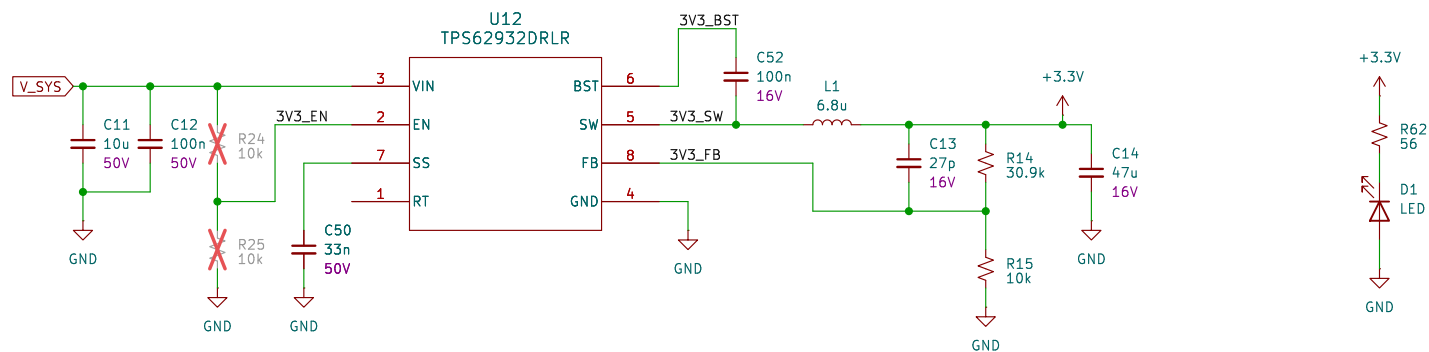 U12
TPS62932DRLR
V_SYS
3
VIN
2
EN
7
SS
1
RT
BST
6
SW
5
FB
8
GND
4
3V3_EN
3V3_BST
3V3_SW
3V3_FB
C11
10u
50V
C12
100n
50V
R24
10k
R25
10k
C50
33n
50V
GND
GND
GND
GND
C52
100n
16V
L1
6.8u
+3.3V
C13
27p
16V
R14
30.9k
C14
47u
16V
R15
10k
GND
GND
+3.3V
R62
56
D1
LED
GND